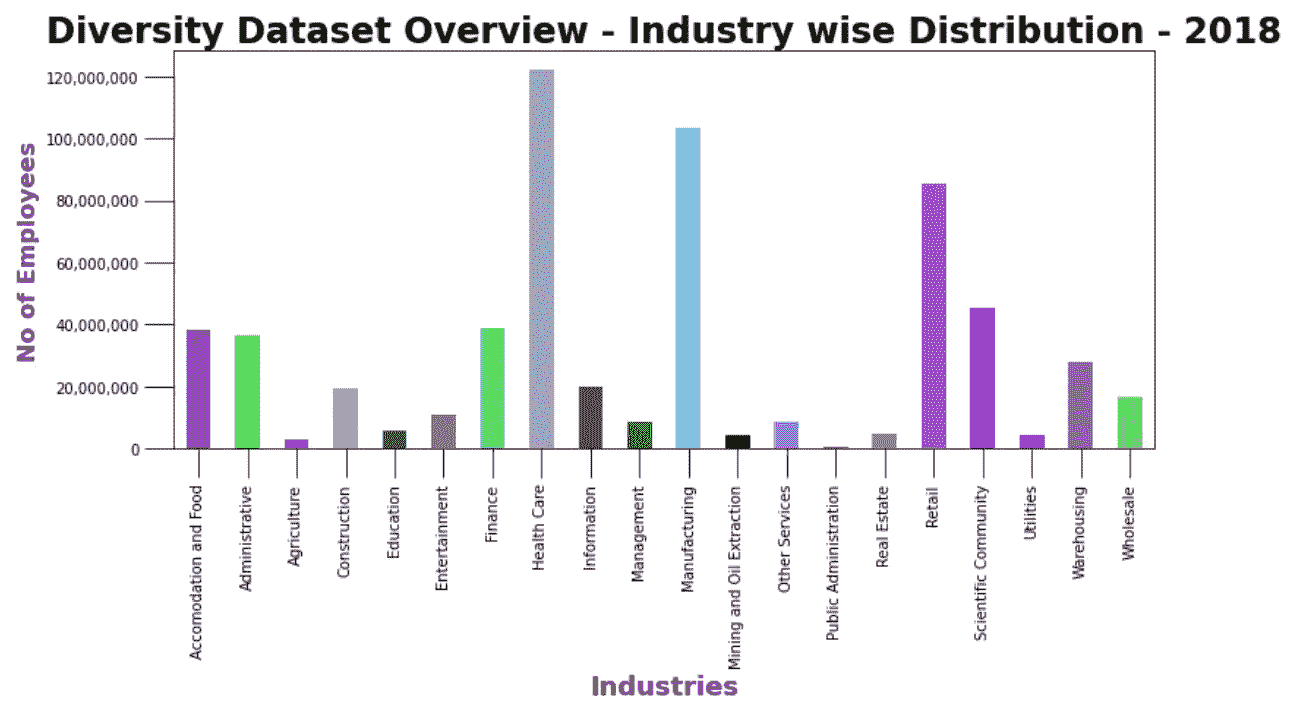 Diversity Dataset Overview - Industry wise Distribution - 2018
No of Employees
120,000,000
100,000,000
80,000,000
60,000,000
40,000,000
20,000,000
0
Accomodation and Food
Administrative
Agriculture
Construction
Education
Entertainment
Finance
Health Care
Information
Management
Manufacturing
Mining and Oil Extraction
Other Services
Public Administration
Real Estate
Retail
Scientific Community
Utilities
Warehousing
Wholesale
Industries